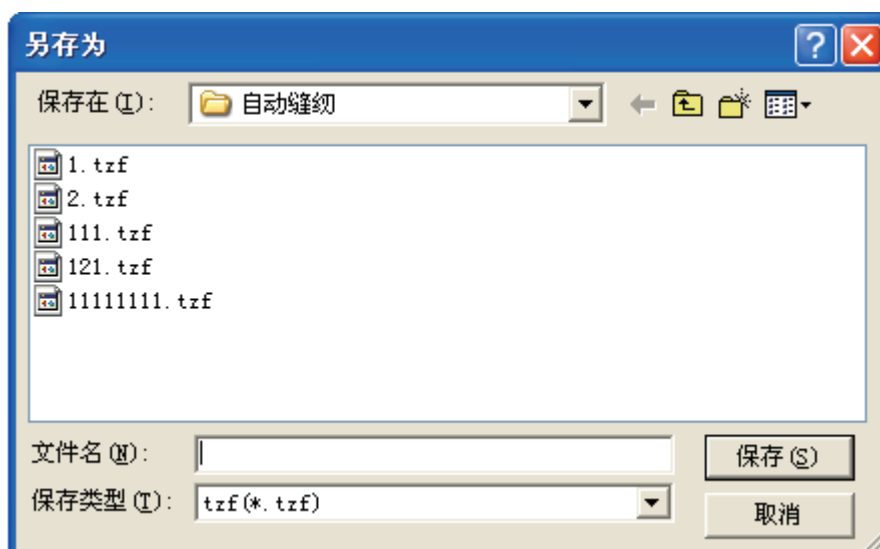 另存为
保存在(I):
自动缝纫
1.tzf
2.tzf
111.tzf
121.tzf
11111111.tzf
文件名(N):
保存(S)
保存类型(T):
tzf(*.tzf)
取消